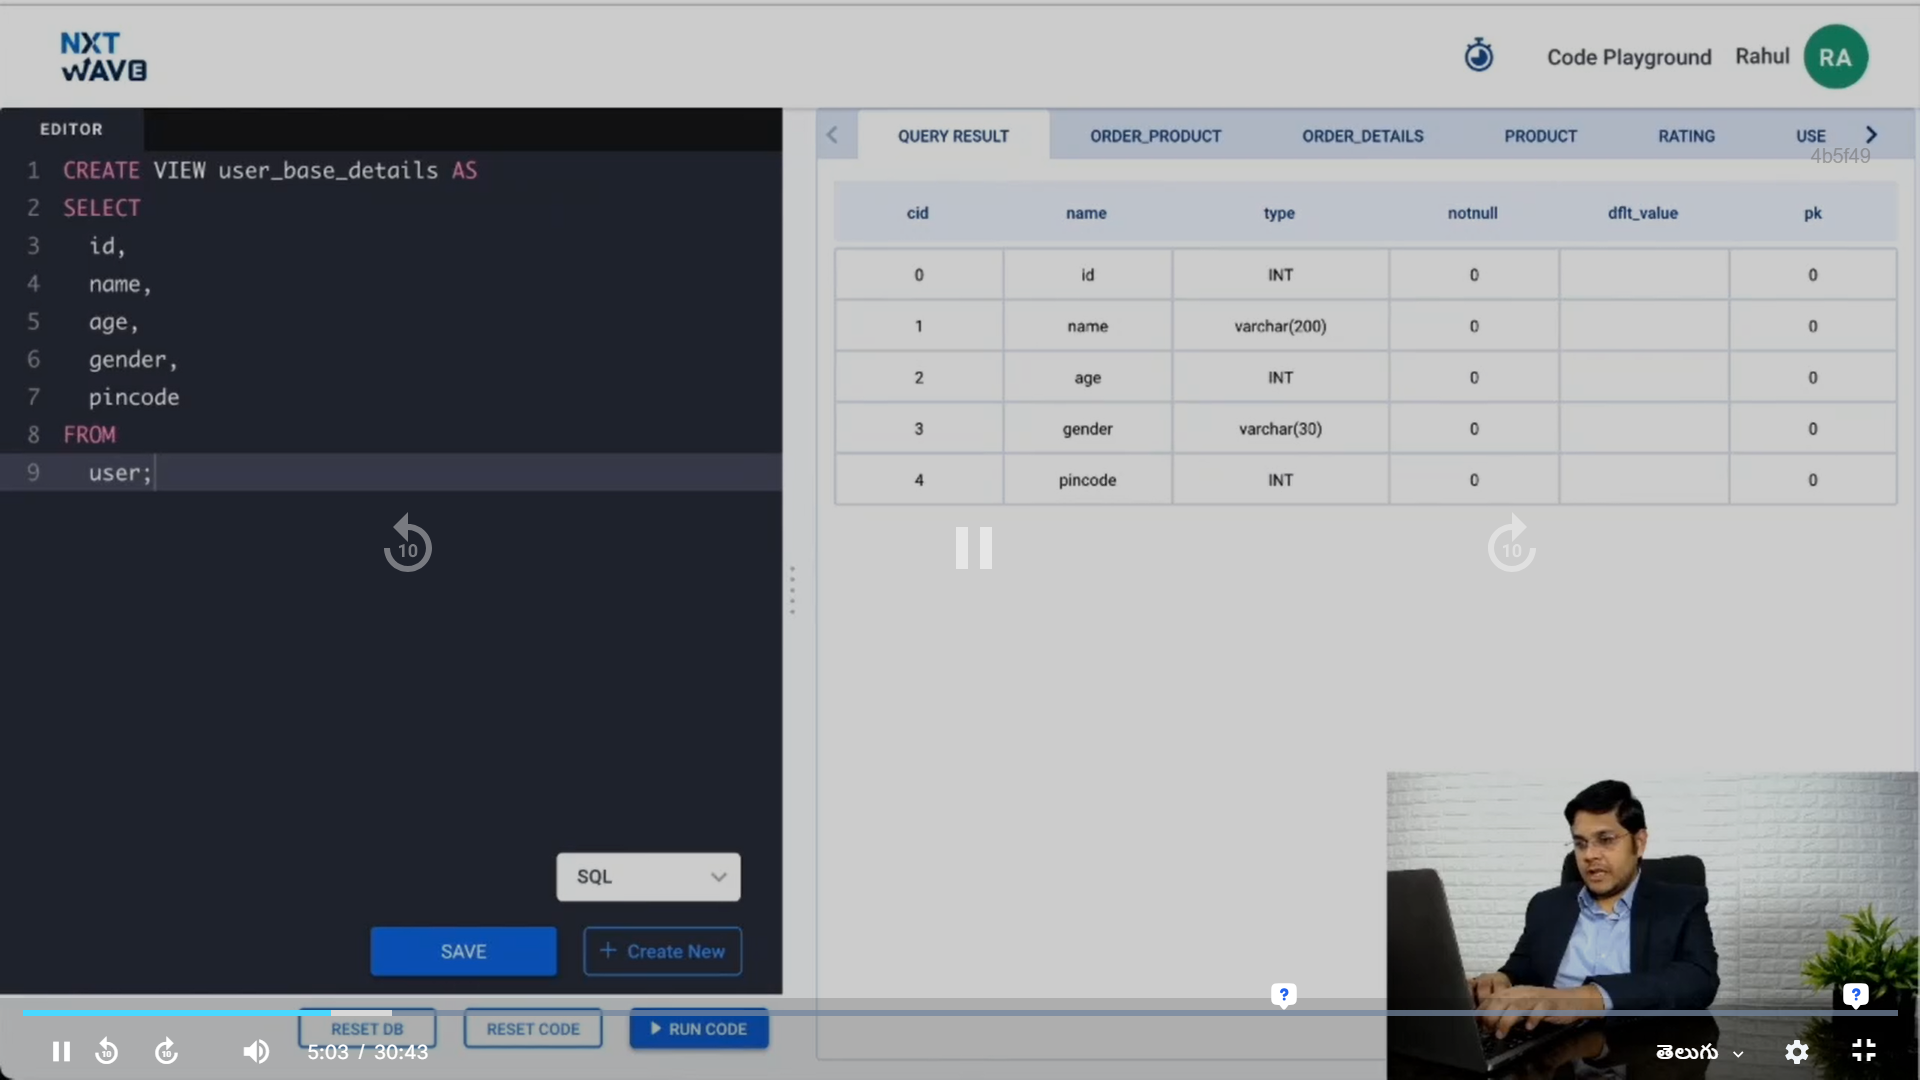 NXT
WAVE
Code Playground Rahul RA
EDITOR
1 CREATE VIEW user_base_details AS
2 SELECT
3 id,
4 name,
5 age,
6 gender,
7 pincode
8 FROM
9 user;
QUERY RESULT ORDER_PRODUCT ORDER_DETAILS PRODUCT RATING USE
4b5f49
cid name type notnull dflt_value pk
0 id INT 0 0
1 name varchar(200) 0 0
2 age INT 0 0
3 gender varchar(30) 0 0
4 pincode INT 0 0
10 10
SQL
SAVE + Create New
? ?
RESET DB RESET CODE RUN CODE
10 10 5:03 / 30:43 తెలుగు